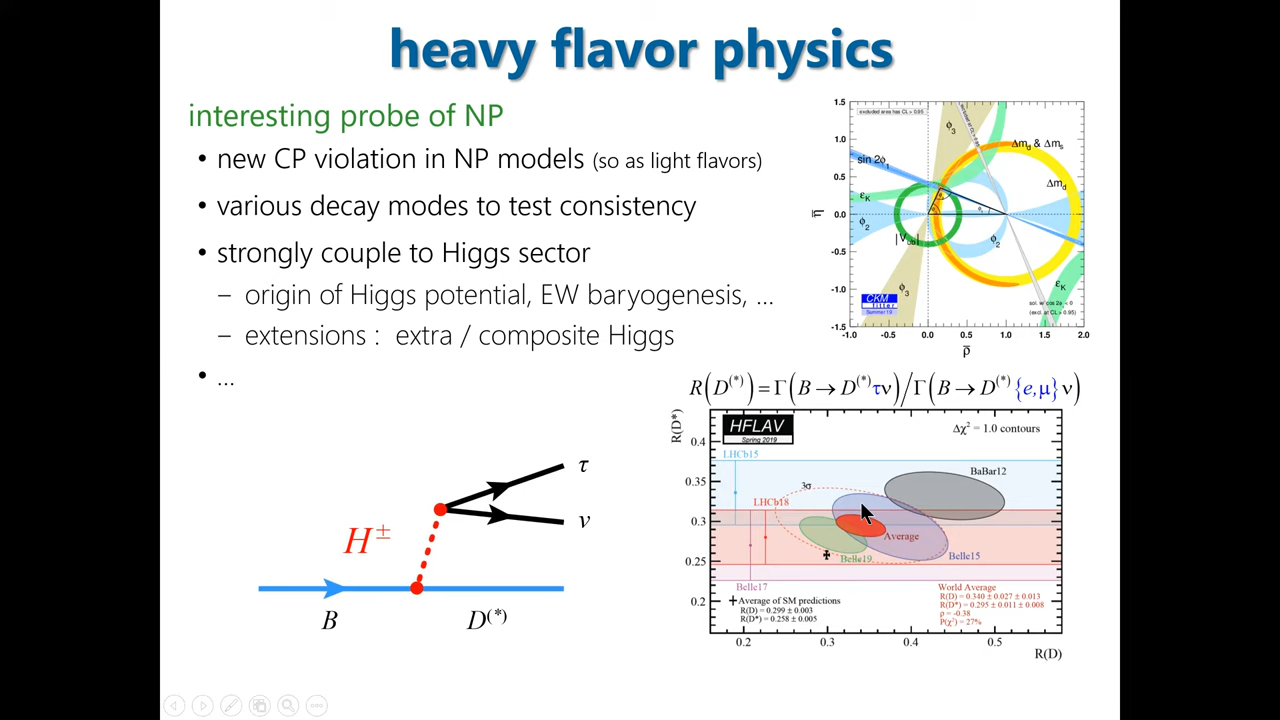 heavy flavor physics
interesting probe of NP
• new CP violation in NP models (so as light flavors)
• various decay modes to test consistency
• strongly couple to Higgs sector
– origin of Higgs potential, EW baryogenesis, ...
– extensions : extra / composite Higgs
• ...
excluded area has CL > 0.95
ϕ3
Δmd & Δms
sin 2ϕ1
Δmd
εK
ϕ2
|Vub|
ϕ2
εK
ϕ3
CKM
fitter
Summer 19
sol. w/ cos 2ϕ1 < 0
(excl. at CL > 0.95)
1.5
1.0
0.5
0.0
-0.5
-1.0
-1.5
η̄
-1.0 -0.5 0.0 0.5 1.0 1.5 2.0
ρ̄
R(D(*)) = Γ(B → D(*)τν)/Γ(B → D(*){e,μ}ν)
R(D*)
HFLAV
Spring 2019
Δχ² = 1.0 contours
0.4
0.35
0.3
0.25
0.2
LHCb15
BaBar12
3σ
LHCb18
Average
Belle19
Belle15
Belle17
World Average
R(D) = 0.340 ± 0.027 ± 0.013
R(D*) = 0.295 ± 0.011 ± 0.008
ρ = -0.38
P(χ²) = 27%
Average of SM predictions
R(D) = 0.299 ± 0.003
R(D*) = 0.258 ± 0.005
0.2 0.3 0.4 0.5
R(D)
τ
ν
H±
B
D(*)